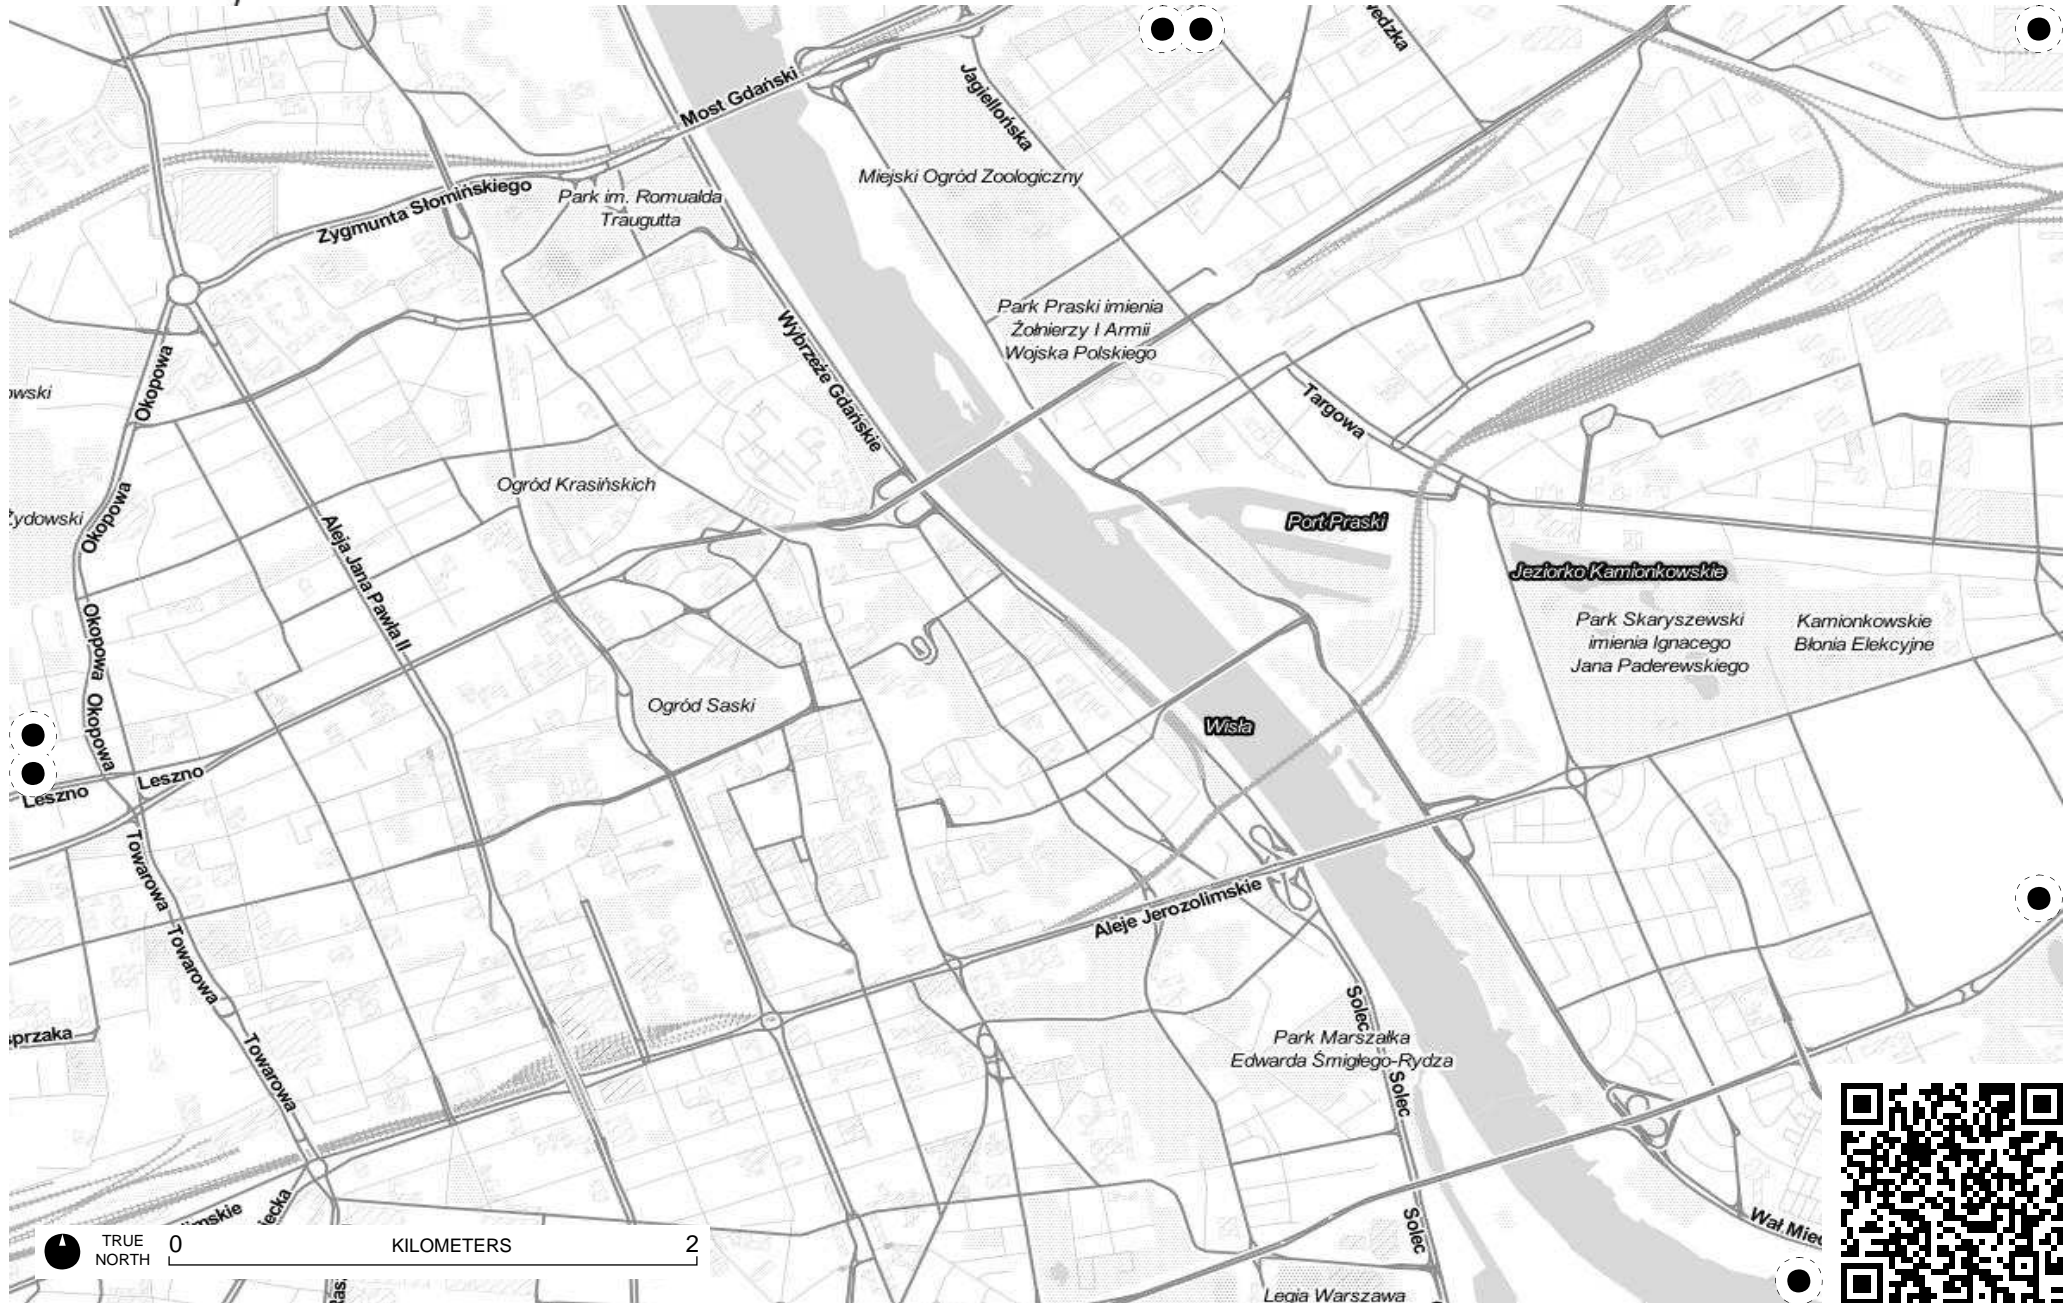 Most Gdański
Jagiellońska
Miejski Ogród Zoologiczny
Zygmunta Słomińskiego
Park im. Romualda
Traugutta
Park Praski imienia
Żołnierzy I Armii
Wojska Polskiego
Wybrzeże Gdańskie
Okopowa
Targowa
Ogród Krasińskich
Okopowa
Port Praski
Aleja Jana Pawła II
Jeziorko Kamionkowskie
Park Skaryszewski
imienia Ignacego
Jana Paderewskiego
Kamionkowskie
Błonia Elekcyjne
Okopowa
Okopowa
Ogród Saski
Wisła
Leszno
Leszno
Towarowa
Towarowa
Aleje Jerozolimskie
Solec
Towarowa
Park Marszałka
Edwarda Śmigłego-Rydza
Solec
Solec
TRUE
NORTH
0
KILOMETERS
2
Legia Warszawa